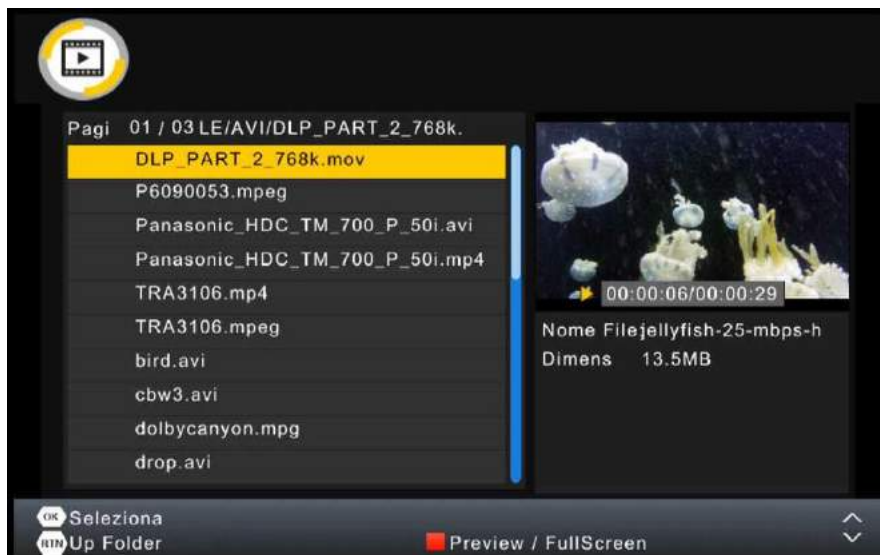 Pagi 01 / 03 LE/AVI/DLP_PART_2_768k.
DLP_PART_2_768k.mov
P6090053.mpeg
Panasonic_HDC_TM_700_P_50i.avi
Panasonic_HDC_TM_700_P_50i.mp4
TRA3106.mp4
TRA3106.mpeg
bird.avi
cbw3.avi
dolbycanyon.mpg
drop.avi
00:00:06/00:00:29
Nome Filejellyfish-25-mbps-h
Dimens 13.5MB
OK Seleziona
RTN Up Folder
Preview / FullScreen